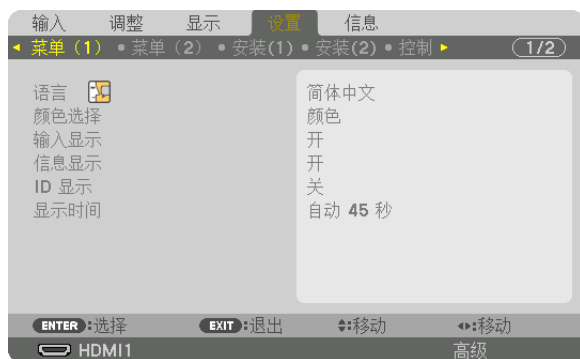 输入 调整 显示 设置 信息
◂ 菜单（1） ● 菜单（2） ● 安装(1) ● 安装(2) ● 控制 ▸ 1/2
语言 简体中文
颜色选择 颜色
输入显示 开
信息显示 开
ID 显示 关
显示时间 自动 45 秒
ENTER:选择 EXIT:退出 ♦:移动 ◂▸:移动
HDMI1 高级